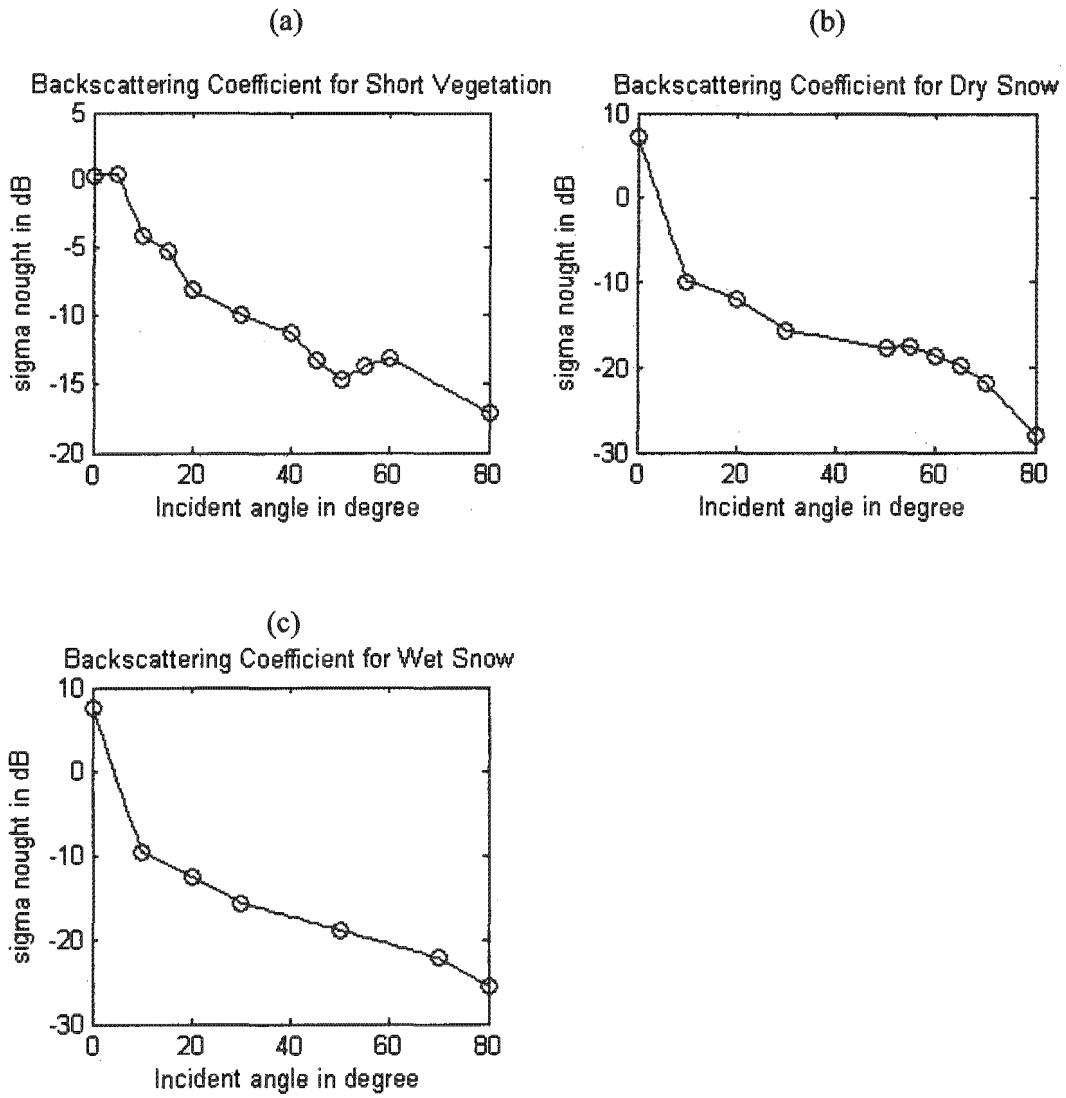 (a)
Backscattering Coefficient for Short Vegetation
5
0
-5
-10
-15
-20
0 20 40 60 80
sigma nought in dB
Incident angle in degree
(b)
Backscattering Coefficient for Dry Snow
10
0
-10
-20
-30
0 20 40 60 80
sigma nought in dB
Incident angle in degree
(c)
Backscattering Coefficient for Wet Snow
10
0
-10
-20
-30
0 20 40 60 80
sigma nought in dB
Incident angle in degree